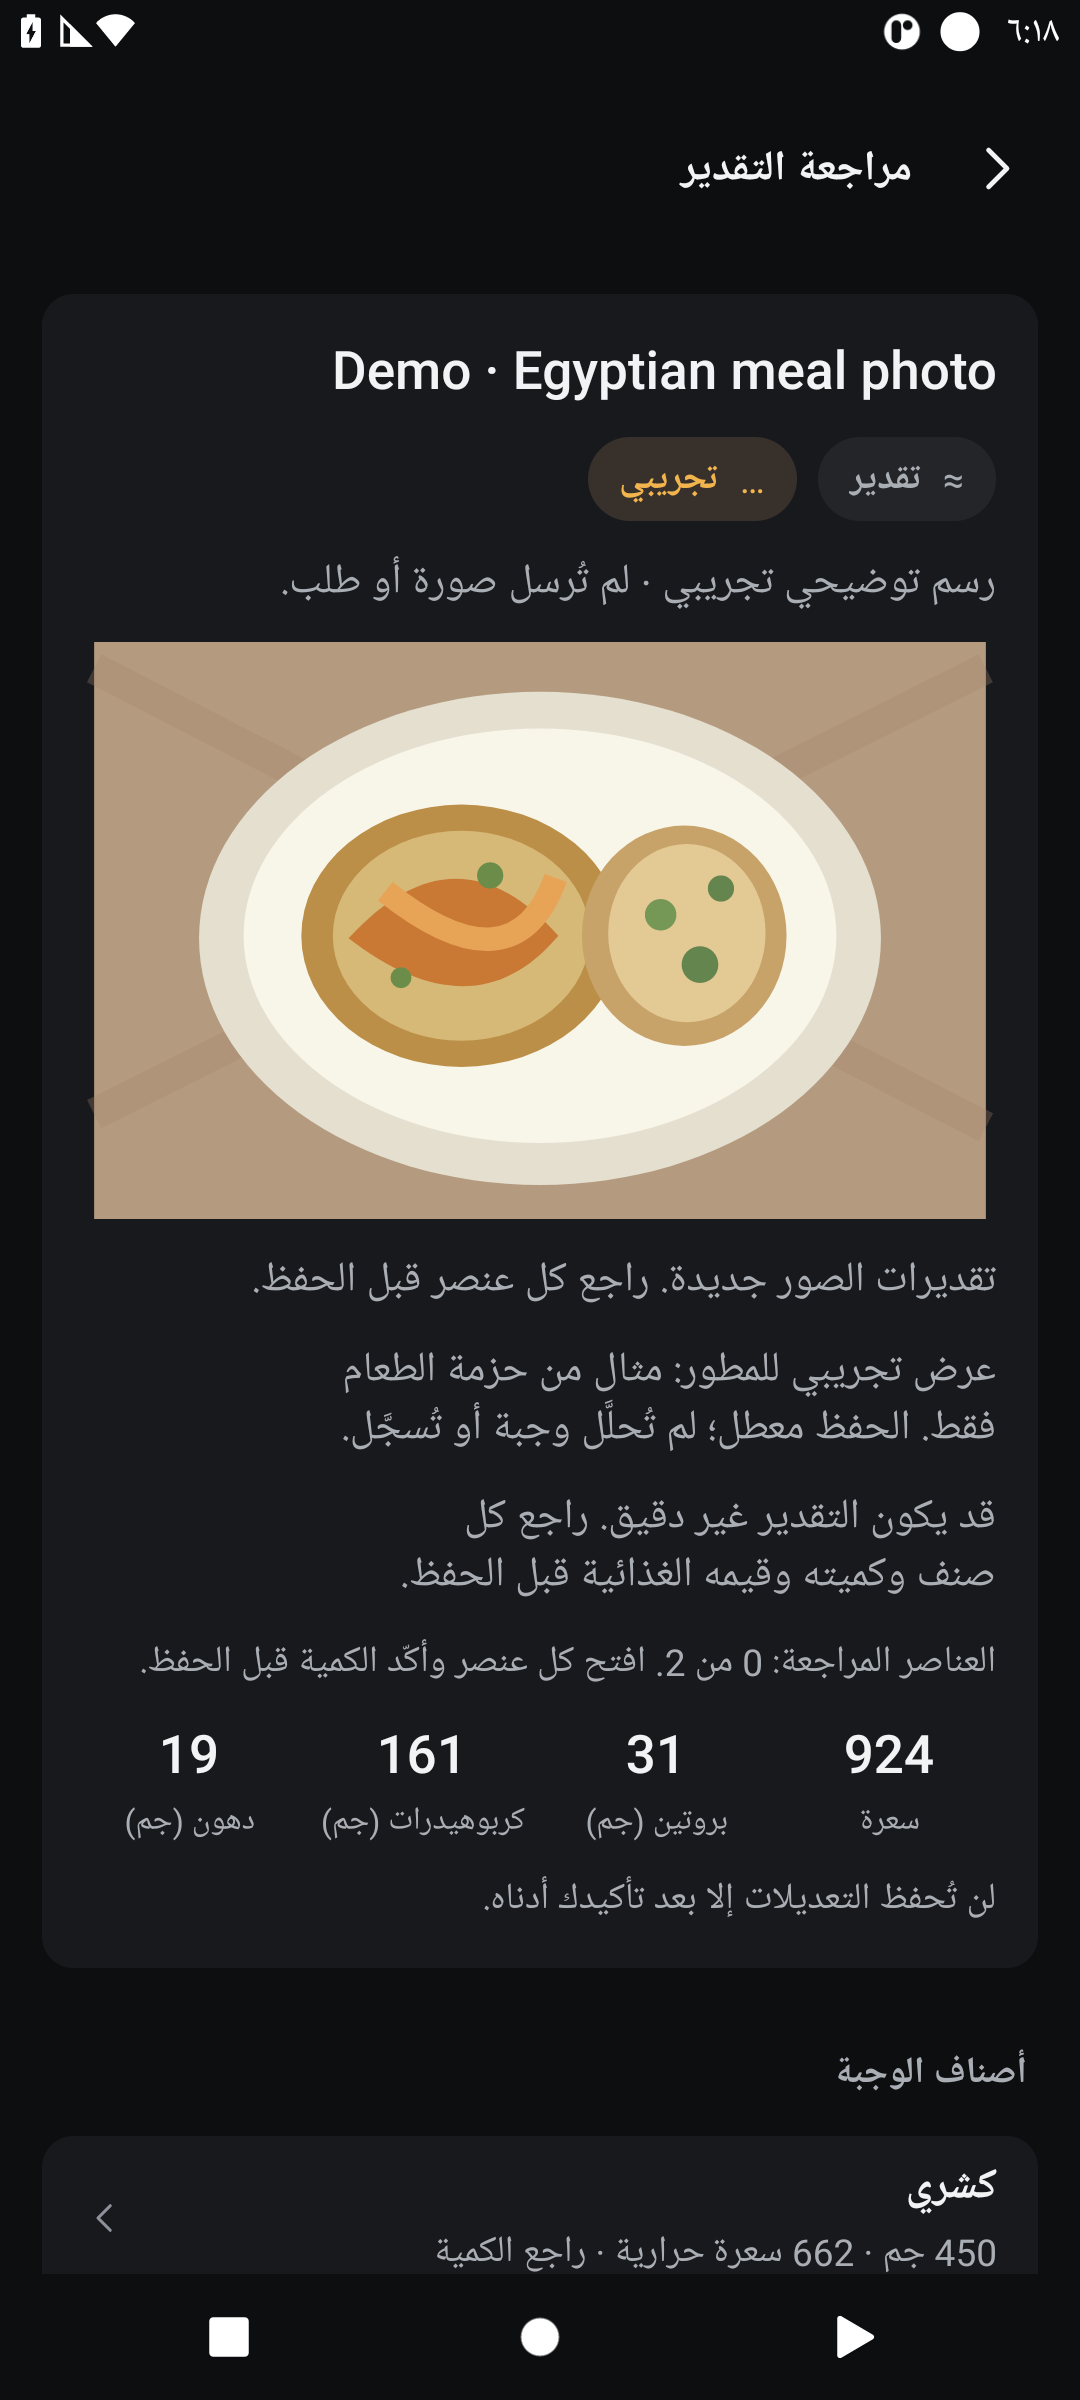 ٦:١٨
مراجعة التقدير
Demo · Egyptian meal photo
≈ تقدير
... تجريبي
رسم توضيحي تجريبي · لم تُرسل صورة أو طلب.
تقديرات الصور جديدة. راجع كل عنصر قبل الحفظ.
عرض تجريبي للمطور: مثال من حزمة الطعام
فقط. الحفظ معطل؛ لم تُحلَّل وجبة أو تُسجَّل.
قد يكون التقدير غير دقيق. راجع كل
صنف وكميته وقيمه الغذائية قبل الحفظ.
العناصر المراجعة: 0 من 2. افتح كل عنصر وأكّد الكمية قبل الحفظ.
924
سعرة
31
بروتين (جم)
161
كربوهيدرات (جم)
19
دهون (جم)
لن تُحفظ التعديلات إلا بعد تأكيدك أدناه.
أصناف الوجبة
كشري
450 جم · 662 سعرة حرارية · راجع الكمية